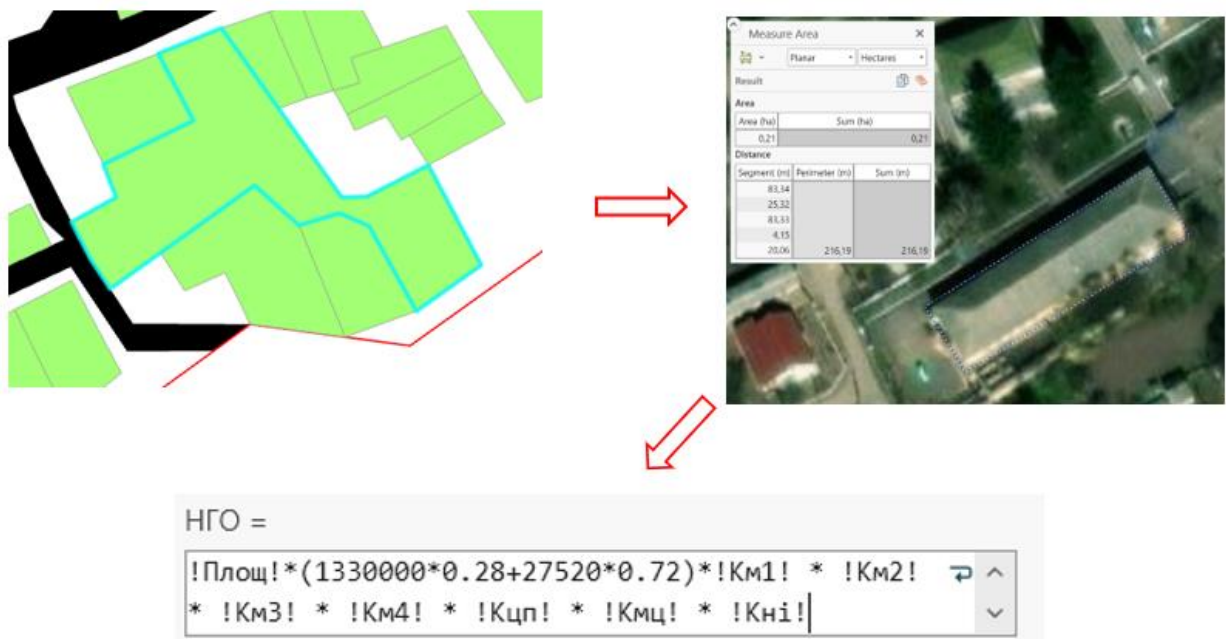 Measure Area
Planar Hectares
Result
Area
Area (ha) Sum (ha)
0,21 0,21
Distance
Segment (m) Perimeter (m) Sum (m)
83,34
25,32
83,33
4,15
20,06 216,19 216,19
НГО =
!Площ!*(1330000*0.28+27520*0.72)*!Км1! * !Км2!
* !Км3! * !Км4! * !Кцп! * !Кмц! * !Кні!